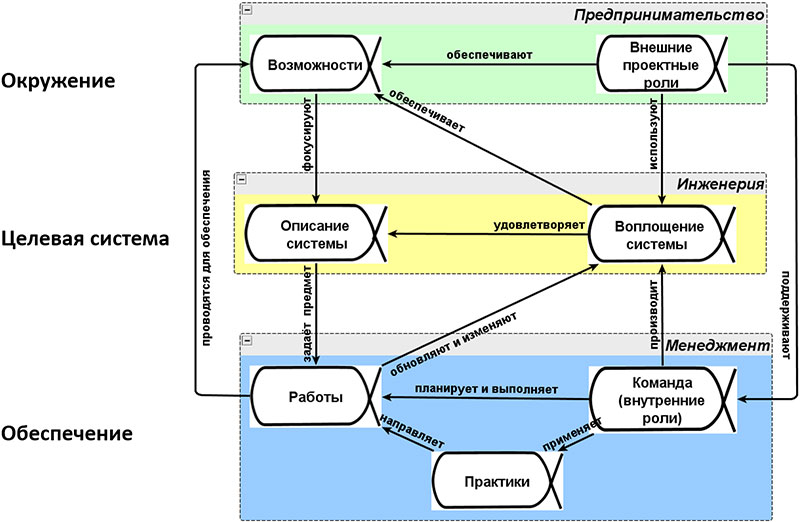 Предпринимательство
Окружение
Возможности
обеспечивают
Внешние
проектные
роли
фокусируют
обеспечивает
используют
проводятся для обеспечения
поддерживают
Инженерия
Целевая система
Описание
системы
удовлетворяет
Воплощение
системы
задаёт предмет
обновляют и изменяют
производит
Менеджмент
Обеспечение
Работы
планирует и выполняет
Команда
(внутренние
роли)
направляет
применяет
Практики